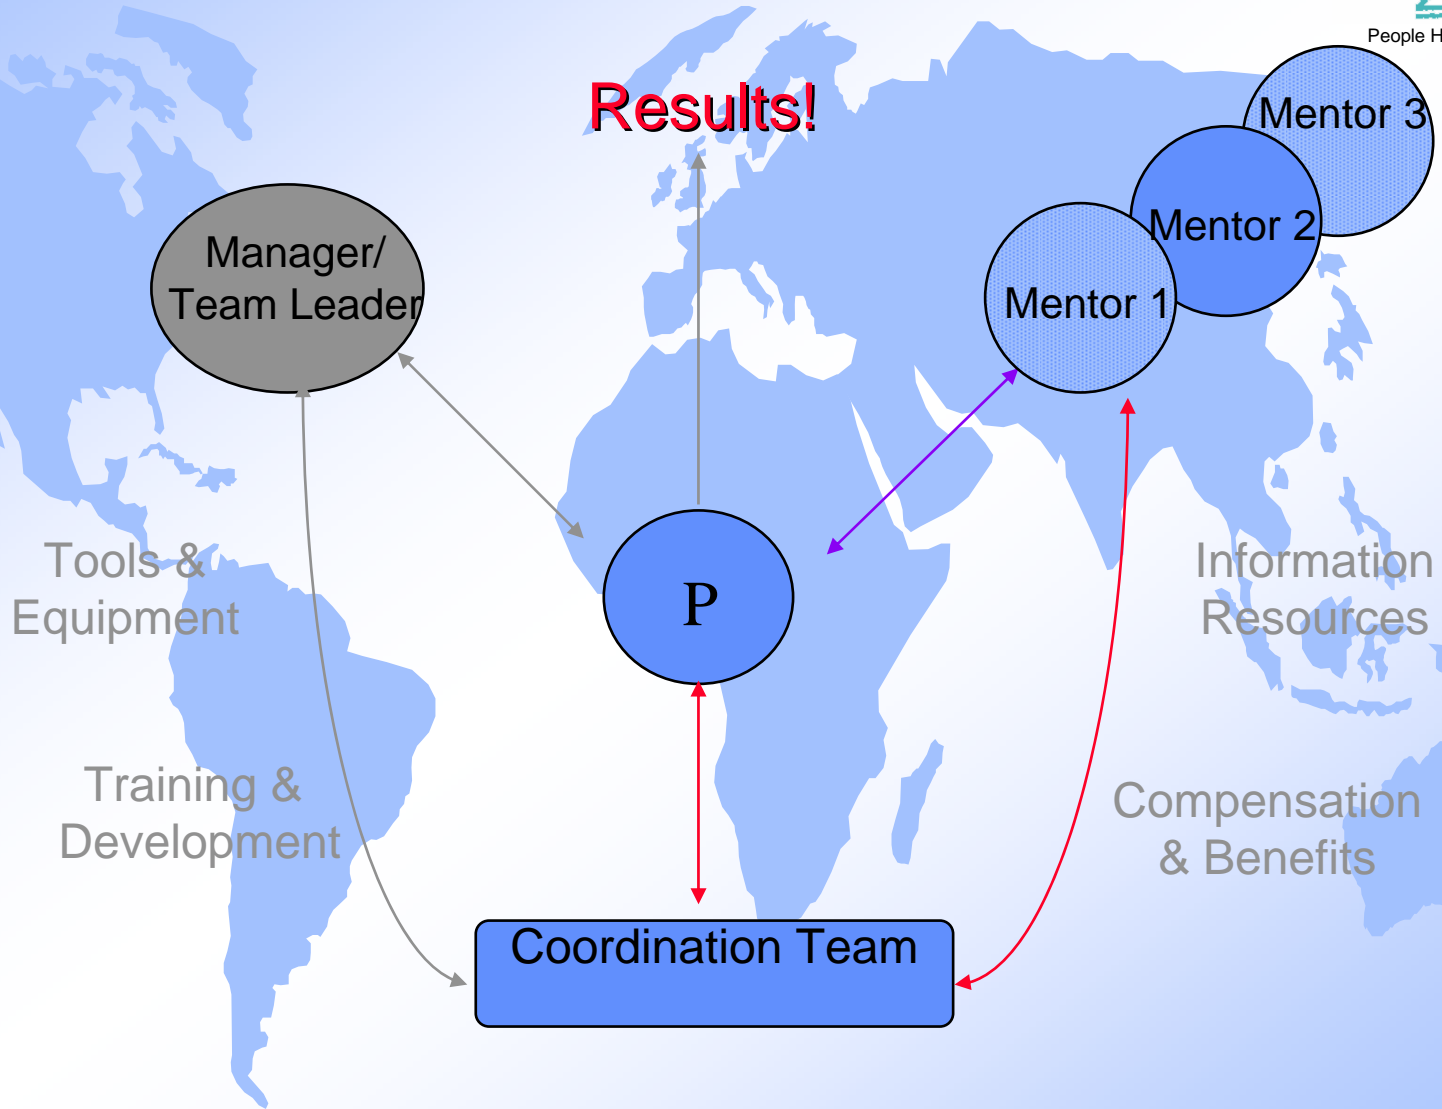 People H
Results!
Mentor 3
Mentor 2
Manager/
Team Leader
Mentor 1
Tools &
Equipment
Information
Resources
P
Training &
Development
Compensation
& Benefits
Coordination Team